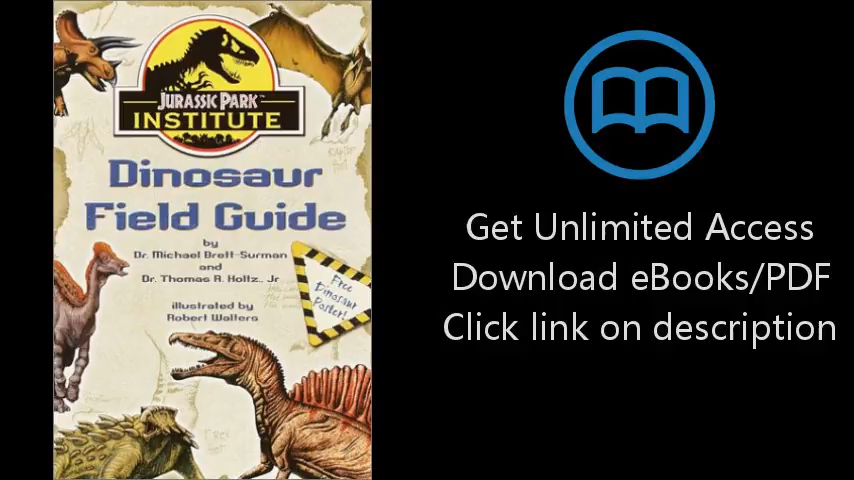 JURASSIC PARK™
INSTITUTE
Dinosaur
Field Guide
by
Dr. Michael Brett-Surman
and
Dr. Thomas R. Holtz, Jr.
illustrated by
Robert Walters
Free
Dinosaur
Poster!
Get Unlimited Access
Download eBooks/PDF
Click link on description